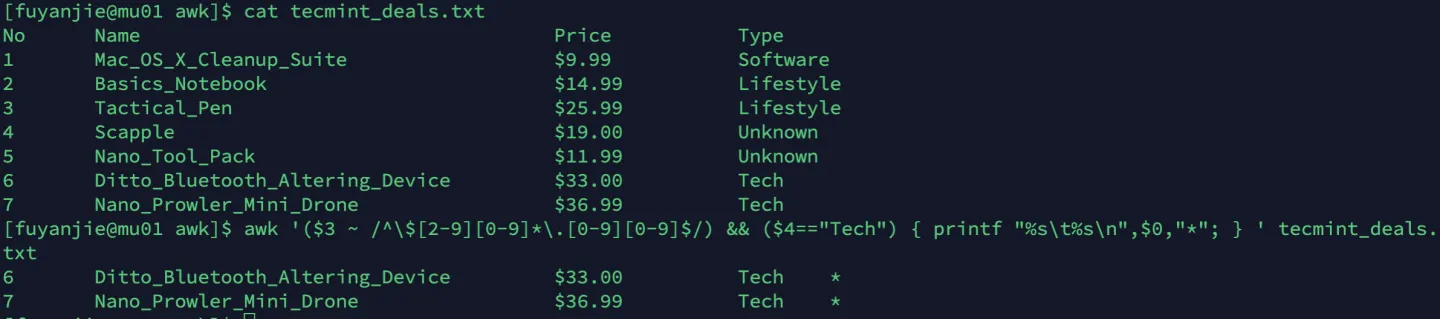 [fuyanjie@mu01 awk]$ cat tecmint_deals.txt
No Name Price Type
1 Mac_OS_X_Cleanup_Suite $9.99 Software
2 Basics_Notebook $14.99 Lifestyle
3 Tactical_Pen $25.99 Lifestyle
4 Scapple $19.00 Unknown
5 Nano_Tool_Pack $11.99 Unknown
6 Ditto_Bluetooth_Altering_Device $33.00 Tech
7 Nano_Prowler_Mini_Drone $36.99 Tech
[fuyanjie@mu01 awk]$ awk '($3 ~ /^\$[2-9][0-9]*\.[0-9][0-9]$/) && ($4=="Tech") { printf "%s\t%s\n",$0,"*"; } ' tecmint_deals.
txt
6 Ditto_Bluetooth_Altering_Device $33.00 Tech *
7 Nano_Prowler_Mini_Drone $36.99 Tech *